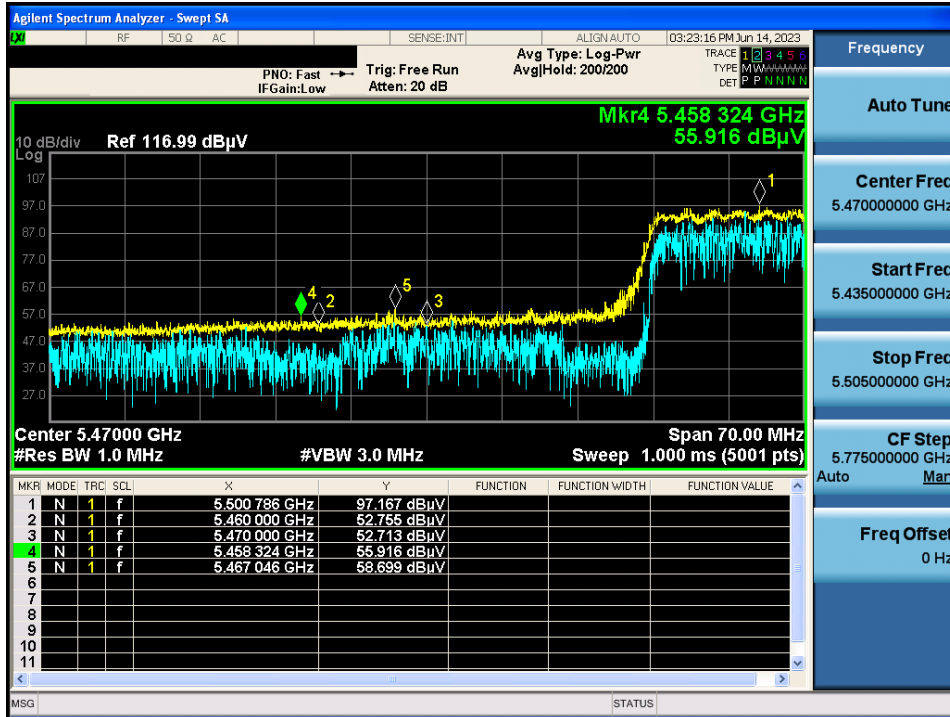 Agilent Spectrum Analyzer - Swept SA
LXI RF 50 Ω AC SENSE:INT ALIGN AUTO 03:23:16 PM Jun 14, 2023
PNO: Fast
IFGain:Low
Trig: Free Run
Atten: 20 dB
Avg Type: Log-Pwr
Avg|Hold: 200/200
TRACE 1 2 3 4 5 6
TYPE M W W W W W
DET P P N N N N
Mkr4 5.458 324 GHz
55.916 dBµV
10 dB/div Ref 116.99 dBµV
Log
107
97.0
87.0
77.0
67.0
57.0
47.0
37.0
27.0
1
4
2
5
3
Center 5.47000 GHz Span 70.00 MHz
#Res BW 1.0 MHz #VBW 3.0 MHz Sweep 1.000 ms (5001 pts)
MKR MODE TRC SCL X Y FUNCTION FUNCTION WIDTH FUNCTION VALUE
1 N 1 f 5.500 786 GHz 97.167 dBµV
2 N 1 f 5.460 000 GHz 52.755 dBµV
3 N 1 f 5.470 000 GHz 52.713 dBµV
4 N 1 f 5.458 324 GHz 55.916 dBµV
5 N 1 f 5.467 046 GHz 58.699 dBµV
6
7
8
9
10
11
MSG STATUS
Frequency
Auto Tune
Center Freq
5.470000000 GHz
Start Freq
5.435000000 GHz
Stop Freq
5.505000000 GHz
CF Step
5.775000000 GHz
Auto Man
Freq Offset
0 Hz